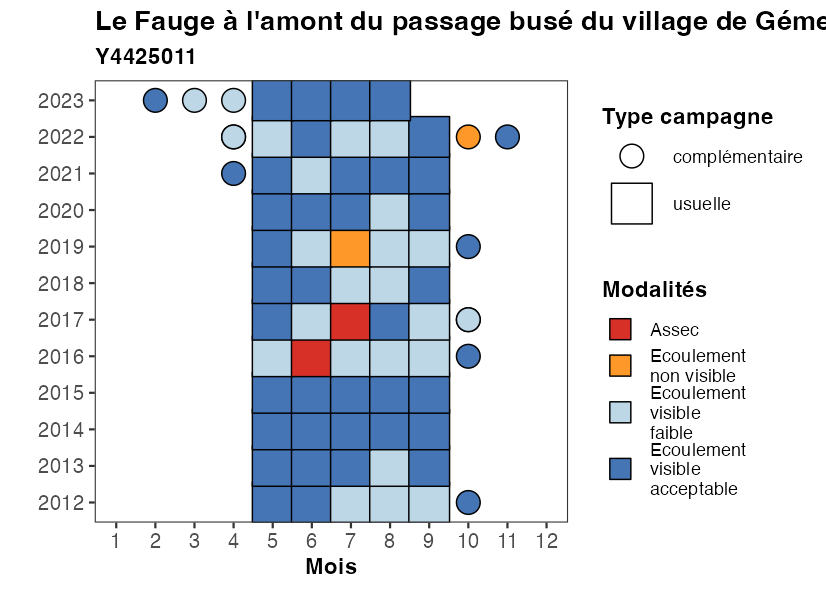 Le Fauge à l'amont du passage busé du village de Géme
Y4425011
2023
2022
2021
2020
2019
2018
2017
2016
2015
2014
2013
2012
1 2 3 4 5 6 7 8 9 10 11 12
Mois
Type campagne
complémentaire
usuelle
Modalités
Assec
Ecoulement
non visible
Ecoulement
visible
faible
Ecoulement
visible
acceptable